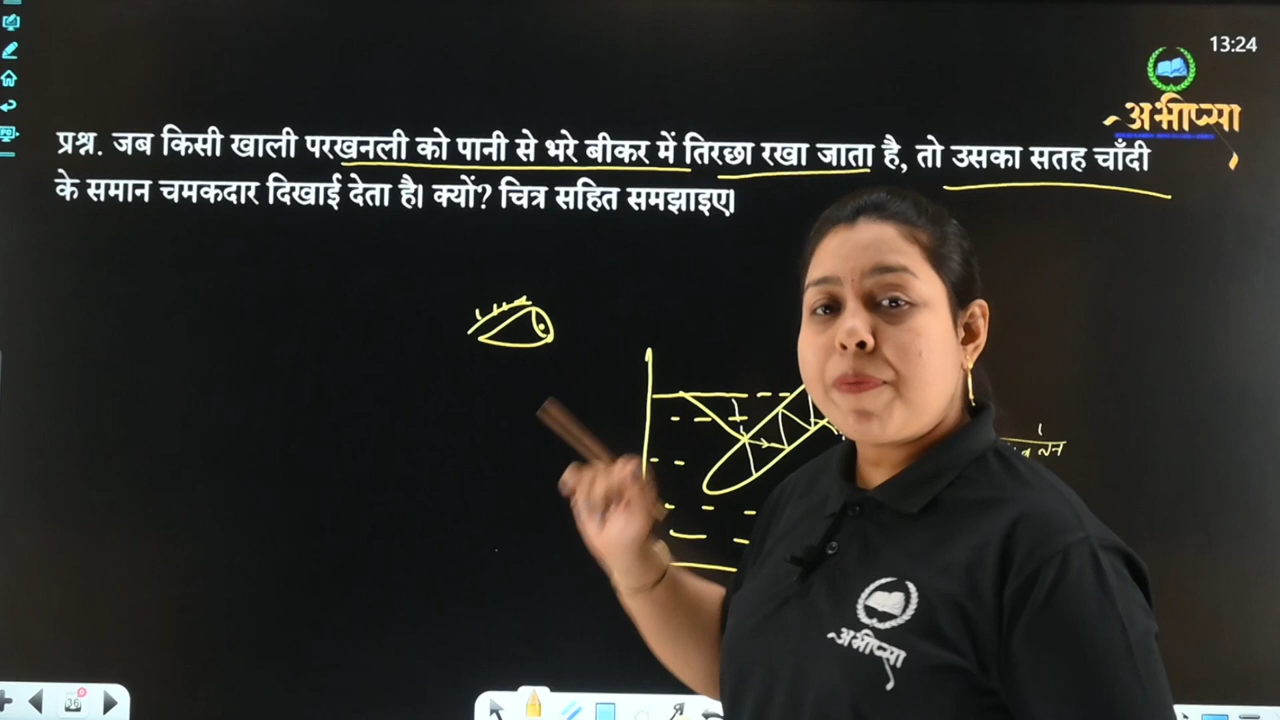 13:24
अभीप्सा
प्रश्न. जब किसी खाली परखनली को पानी से भरे बीकर में तिरछा रखा जाता है, तो उसका सतह चाँदी
के समान चमकदार दिखाई देता है। क्यों? चित्र सहित समझाइए।
अभीप्सा